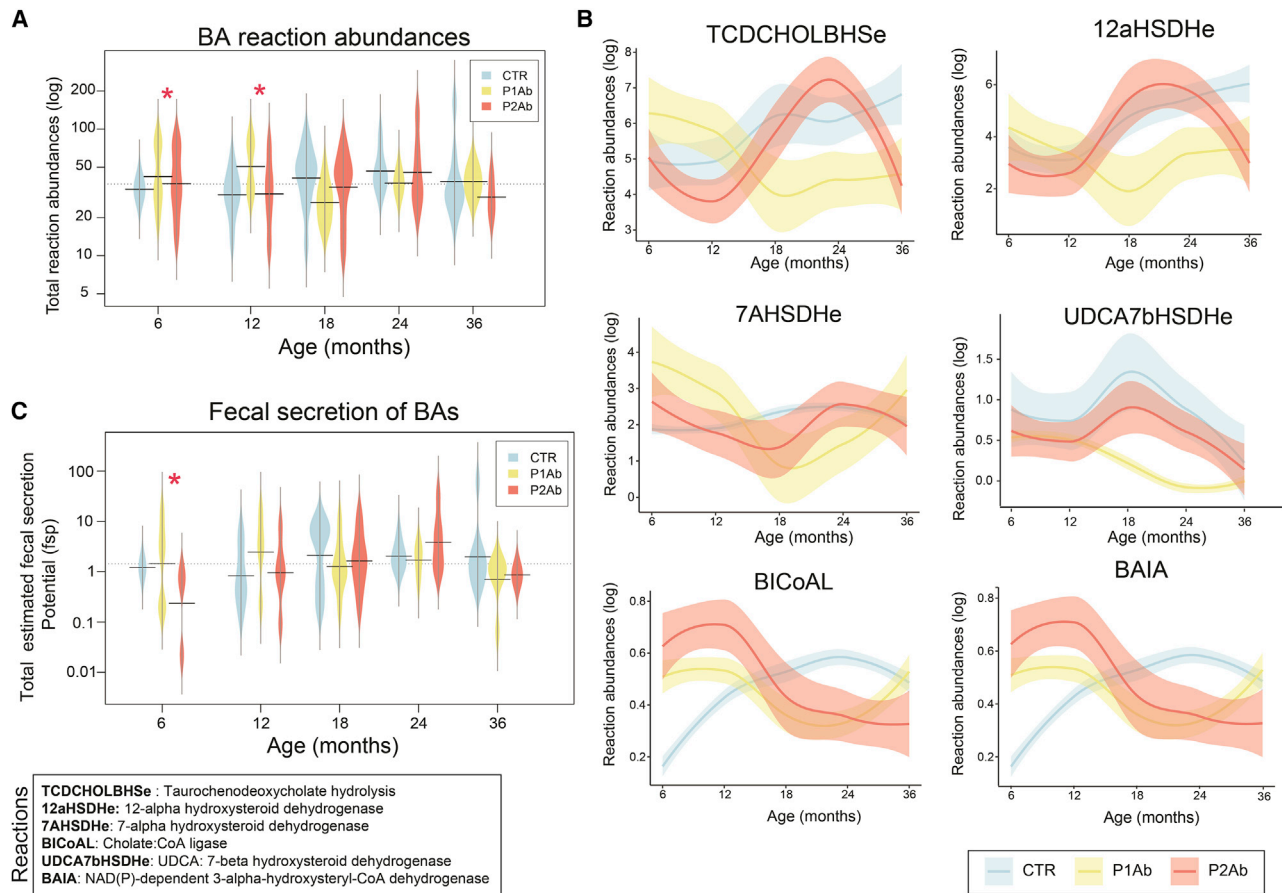 A
BA reaction abundances
Total reaction abundances (log)
200
100
50
20
10
5
*
*
CTR
P1Ab
P2Ab
6
12
18
24
36
Age (months)
B
TCDCHOLBHSe
Reaction abundances (log)
8
7
6
5
4
3
6
12
18
24
36
Age (months)
12aHSDHe
Reaction abundances (log)
6
4
2
6
12
18
24
36
Age (months)
7AHSDHe
Reaction abundances (log)
4
3
2
1
0
6
12
18
24
36
Age (months)
UDCA7bHSDHe
Reaction abundances (log)
1.5
1.0
0.5
0.0
6
12
18
24
36
Age (months)
BICoAL
Reaction abundances (log)
0.8
0.6
0.4
0.2
6
12
18
24
36
Age (months)
BAIA
Reaction abundances (log)
0.8
0.6
0.4
0.2
6
12
18
24
36
Age (months)
CTR
P1Ab
P2Ab
C
Fecal secretion of BAs
Total estimated fecal secretion
Potential (fsp)
100
10
1
0.1
0.01
*
CTR
P1Ab
P2Ab
6
12
18
24
36
Age (months)
Reactions
TCDCHOLBHSe : Taurochenodeoxycholate hydrolysis
12aHSDHe: 12-alpha hydroxysteroid dehydrogenase
7AHSDHe: 7-alpha hydroxysteroid dehydrogenase
BICoAL: Cholate:CoA ligase
UDCA7bHSDHe: UDCA: 7-beta hydroxysteroid dehydrogenase
BAIA: NAD(P)-dependent 3-alpha-hydroxysteryl-CoA dehydrogenase